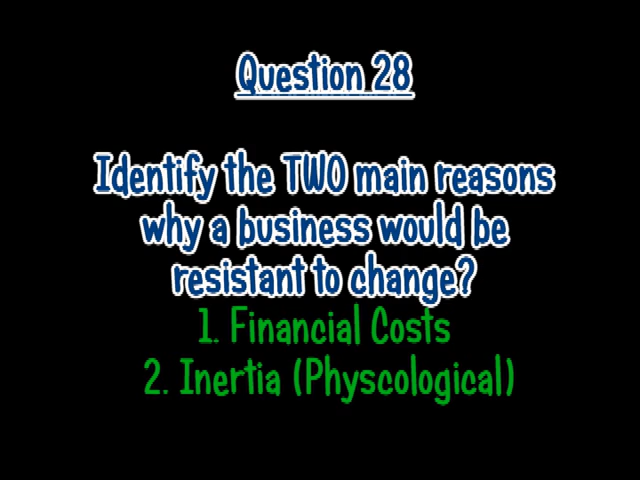 Question 28
Identify the TWO main reasons
why a business would be
resistant to change?
1. Financial Costs
2. Inertia (Physcological)